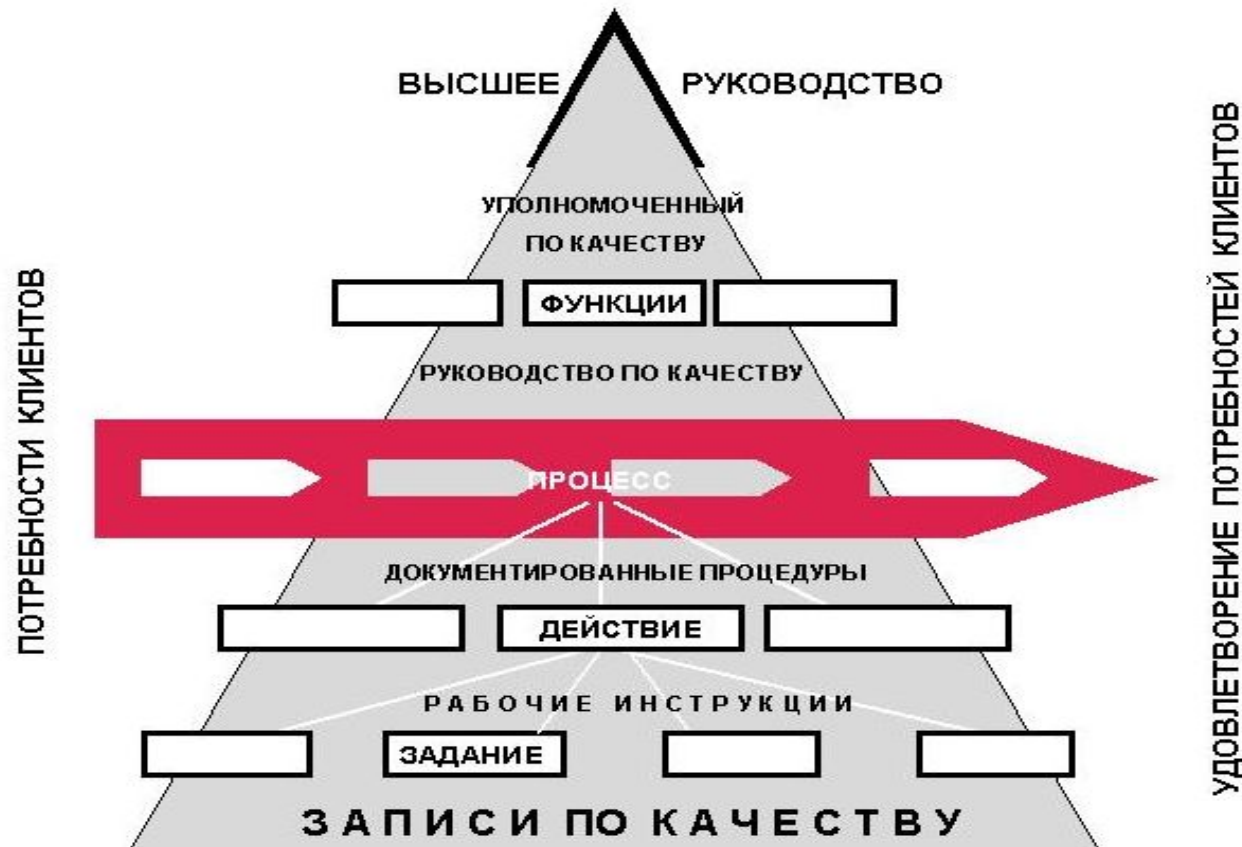 ВЫСШЕЕ РУКОВОДСТВО
УПОЛНОМОЧЕННЫЙ
ПО КАЧЕСТВУ
ФУНКЦИИ
РУКОВОДСТВО ПО КАЧЕСТВУ
ПОТРЕБНОСТИ КЛИЕНТОВ
ПРОЦЕСС
УДОВЛЕТВОРЕНИЕ ПОТРЕБНОСТЕЙ КЛИЕНТОВ
ДОКУМЕНТИРОВАННЫЕ ПРОЦЕДУРЫ
ДЕЙСТВИЕ
РАБОЧИЕ ИНСТРУКЦИИ
ЗАДАНИЕ
ЗАПИСИ ПО КАЧЕСТВУ